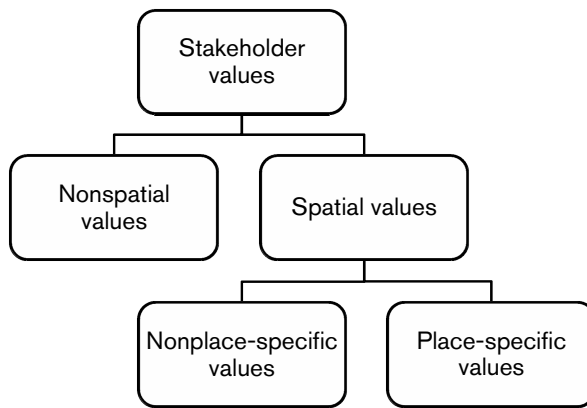 Stakeholder
values
Nonspatial
values
Spatial values
Nonplace-specific
values
Place-specific
values